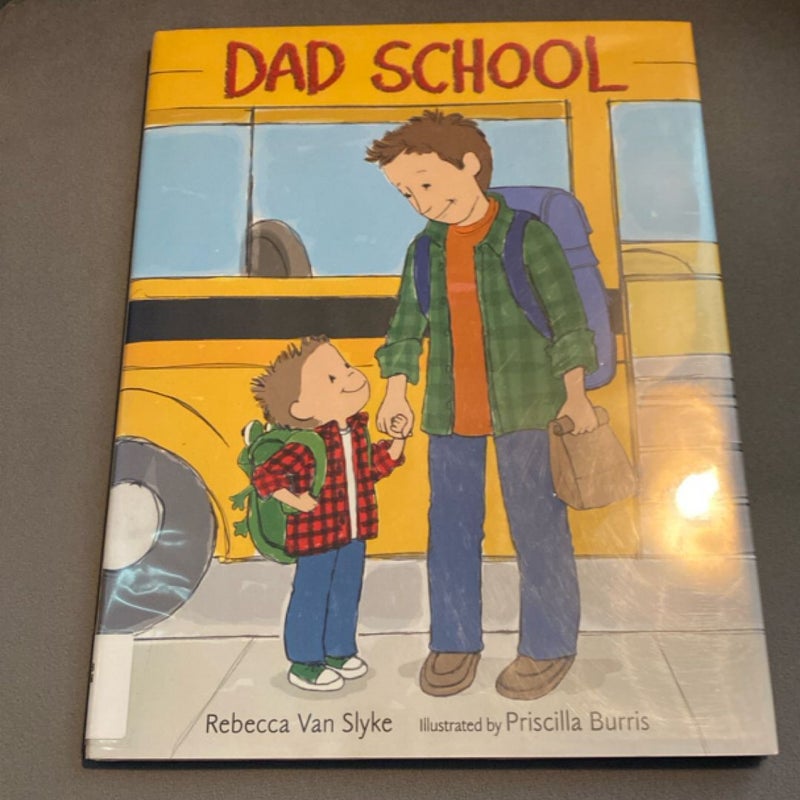 DAD SCHOOL
Rebecca Van Slyke Illustrated by Priscilla Burris